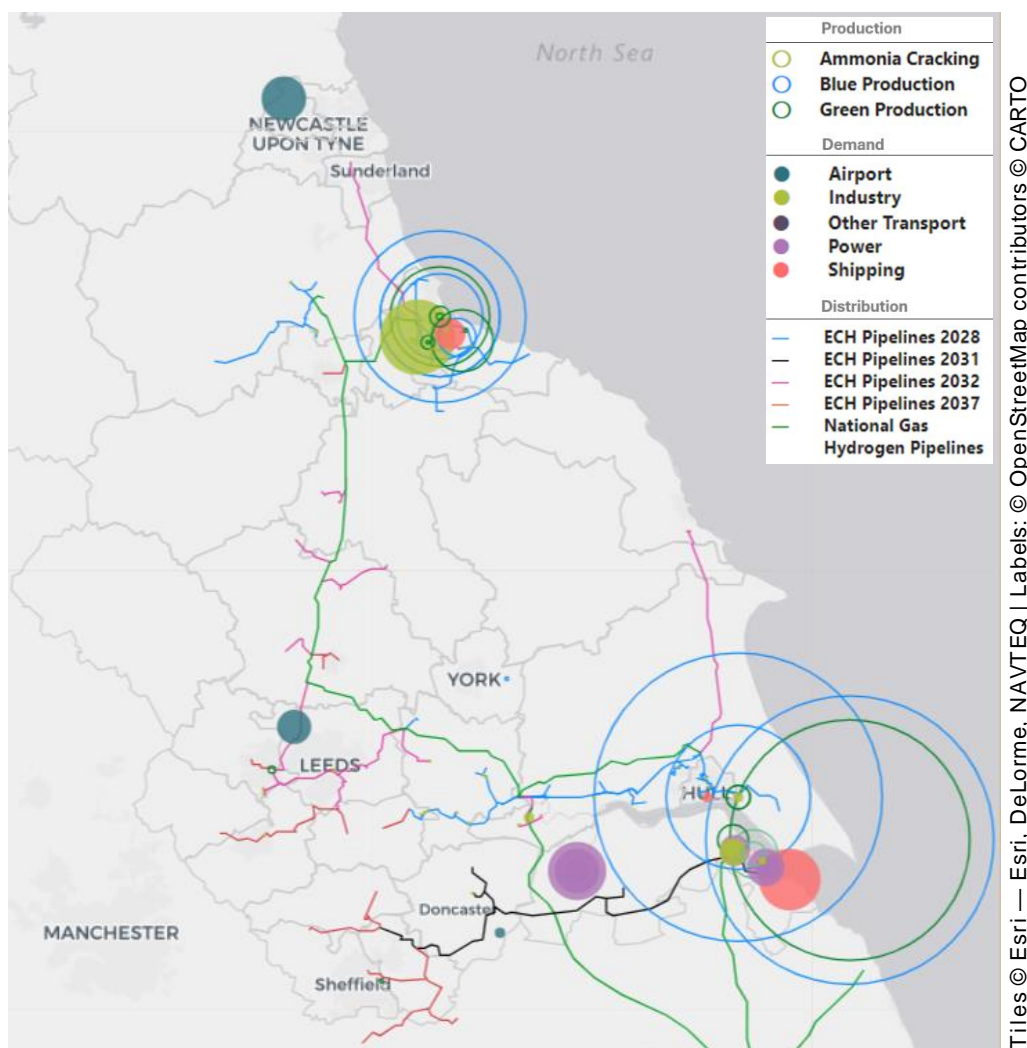 North Sea
NEWCASTLE
UPON TYNE
Sunderland
YORK
LEEDS
HULL
Doncaster
MANCHESTER
Sheffield
Production
Ammonia Cracking
Blue Production
Green Production
Demand
Airport
Industry
Other Transport
Power
Shipping
Distribution
ECH Pipelines 2028
ECH Pipelines 2031
ECH Pipelines 2032
ECH Pipelines 2037
National Gas
Hydrogen Pipelines
Tiles © Esri — Esri, DeLorme, NAVTEQ | Labels: © OpenStreetMap contributors © CARTO